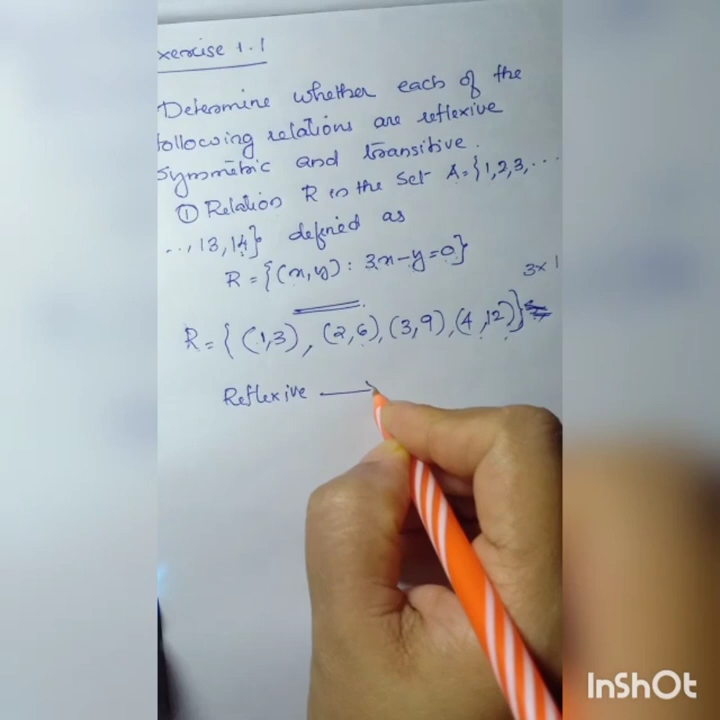 xercise 1.1
Determine whether each of the
following relations are reflexive
symmetric and transitive.
① Relation R in the set A={1,2,3,...
..,13,14} defined as
R={(x,y): 3x-y=0}
3x1
R={(1,3),(2,6),(3,9),(4,12)}
Reflexive →
InShOt